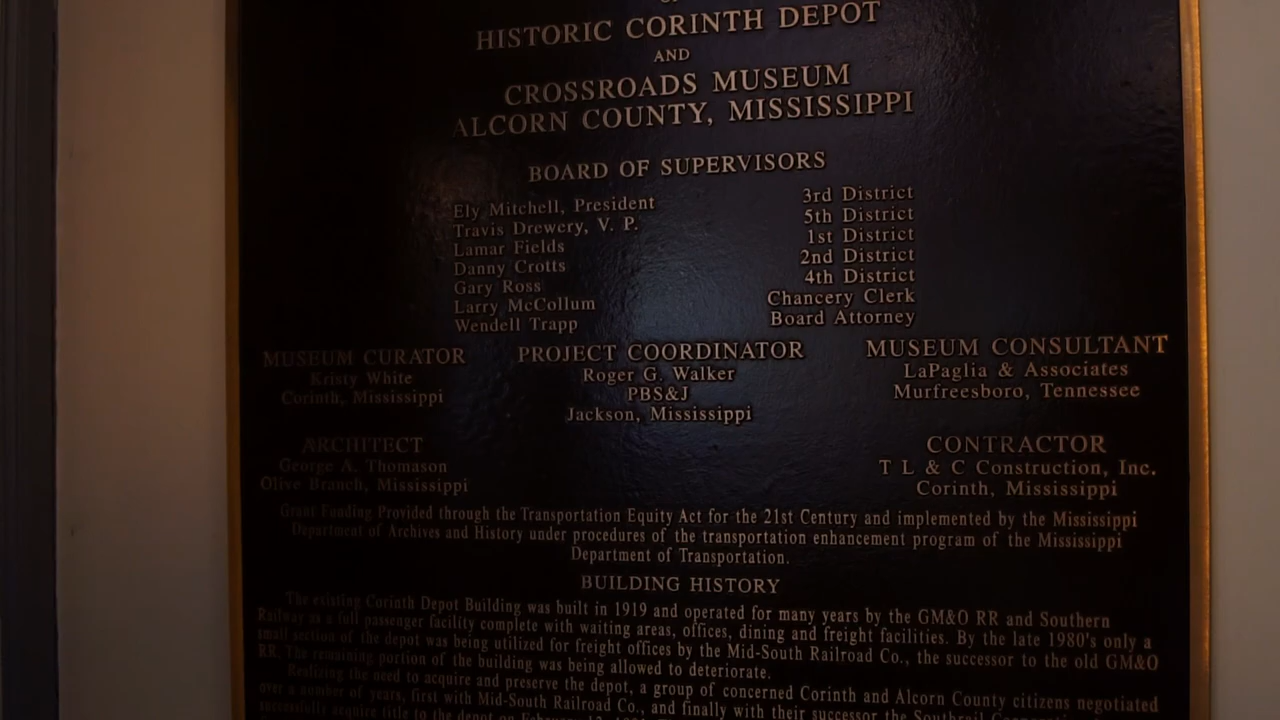 HISTORIC CORINTH DEPOT
AND
CROSSROADS MUSEUM
ALCORN COUNTY, MISSISSIPPI
BOARD OF SUPERVISORS
Ely Mitchell, President 3rd District
Travis Drewery, V. P. 5th District
Lamar Fields 1st District
Danny Crotts 2nd District
Gary Ross 4th District
Larry McCollum Chancery Clerk
Wendell Trapp Board Attorney
MUSEUM CURATOR
Kristy White
Corinth, Mississippi
PROJECT COORDINATOR
Roger G. Walker
PBS&J
Jackson, Mississippi
MUSEUM CONSULTANT
LaPaglia & Associates
Murfreesboro, Tennessee
ARCHITECT
George A. Thomason
Olive Branch, Mississippi
CONTRACTOR
T L & C Construction, Inc.
Corinth, Mississippi
Grant Funding Provided through the Transportation Equity Act for the 21st Century and implemented by the Mississippi
Department of Archives and History under procedures of the transportation enhancement program of the Mississippi
Department of Transportation.
BUILDING HISTORY
The existing Corinth Depot Building was built in 1919 and operated for many years by the GM&O RR and Southern
Railway as a full passenger facility complete with waiting areas, offices, dining and freight facilities. By the late 1980's only a
small section of the depot was being utilized for freight offices by the Mid-South Railroad Co., the successor to the old GM&O
RR. The remaining portion of the building was being allowed to deteriorate.
Realizing the need to acquire and preserve the depot, a group of concerned Corinth and Alcorn County citizens negotiated
over a number of years, first with Mid-South Railroad Co., and finally with their successor the Southrail
successfully acquire title to the depot on